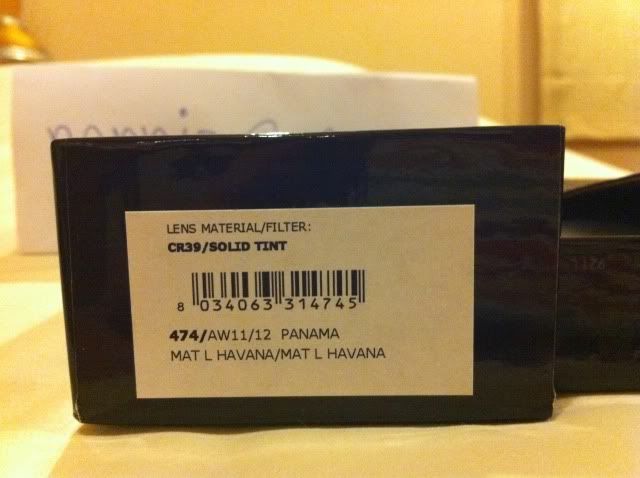 LENS MATERIAL/FILTER:
CR39/SOLID TINT
8 034063 314745
474/AW11/12 PANAMA
MAT L HAVANA/MAT L HAVANA